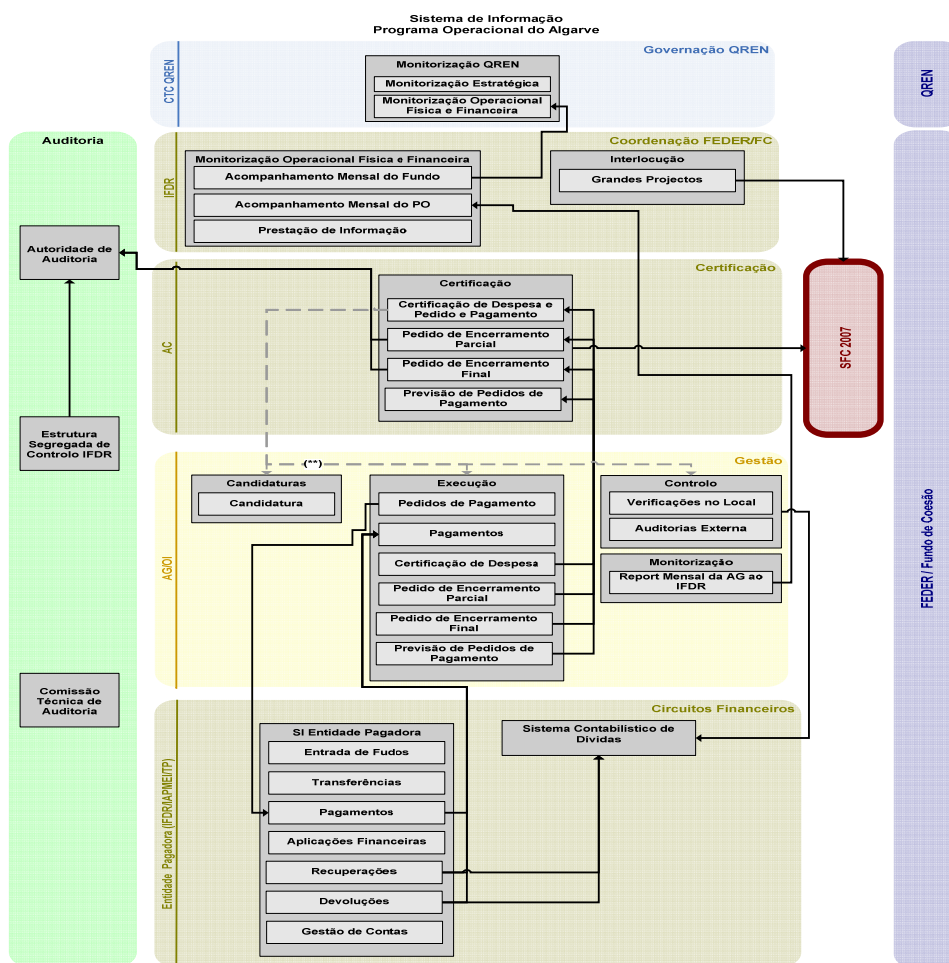 Sistema de Informação
Programa Operacional do Algarve
Governação QREN
CTC QREN
Monitorização QREN
Monitorização Estratégica
Monitorização Operacional
Física e Financeira
QREN
Auditoria
Autoridade de
Auditoria
Estrutura
Segregada de
Controlo IFDR
Comissão
Técnica de
Auditoria
Coordenação FEDER/FC
IFDR
Monitorização Operacional Física e Financeira
Acompanhamento Mensal do Fundo
Acompanhamento Mensal do PO
Prestação de Informação
Interlocução
Grandes Projectos
Certificação
AC
Certificação
Certificação de Despesa e
Pedido e Pagamento
Pedido de Encerramento
Parcial
Pedido de Encerramento
Final
Previsão de Pedidos de
Pagamento
SFC 2007
FEDER / Fundo de Coesão
Gestão
AG/OI
(**)
Candidaturas
Candidatura
Execução
Pedidos de Pagamento
Pagamentos
Certificação de Despesa
Pedido de Encerramento
Parcial
Pedido de Encerramento
Final
Previsão de Pedidos de
Pagamento
Controlo
Verificações no Local
Auditorias Externa
Monitorização
Report Mensal da AG ao
IFDR
Circuitos Financeiros
Entidade Pagadora (IFDR/IAPMEI/TP)
SI Entidade Pagadora
Entrada de Fudos
Transferências
Pagamentos
Aplicações Financeiras
Recuperações
Devoluções
Gestão de Contas
Sistema Contabilístico de
Dividas